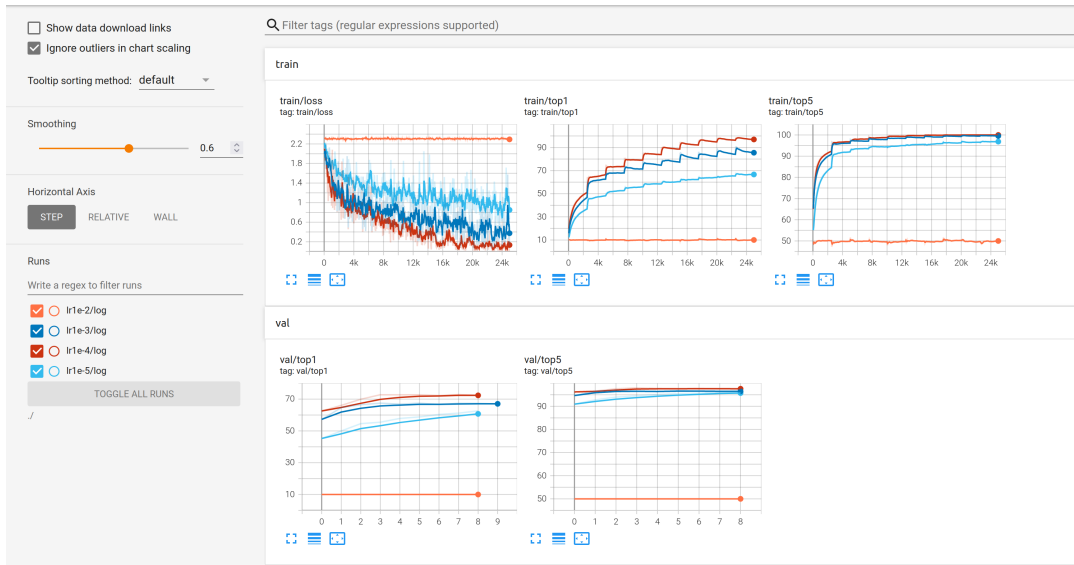 Show data download links
Ignore outliers in chart scaling
Tooltip sorting method: default
Smoothing
0.6
Horizontal Axis
STEP RELATIVE WALL
Runs
Write a regex to filter runs
lr1e-2/log
lr1e-3/log
lr1e-4/log
lr1e-5/log
TOGGLE ALL RUNS
./
Filter tags (regular expressions supported)
train
train/loss
tag: train/loss
2.2
1.8
1.4
1
0.6
0.2
0 4k 8k 12k 16k 20k 24k
train/top1
tag: train/top1
90
70
50
30
10
0 4k 8k 12k 16k 20k 24k
train/top5
tag: train/top5
100
90
80
70
60
50
0 4k 8k 12k 16k 20k 24k
val
val/top1
tag: val/top1
70
50
30
10
0 1 2 3 4 5 6 7 8 9
val/top5
tag: val/top5
90
80
70
60
50
0 1 2 3 4 5 6 7 8